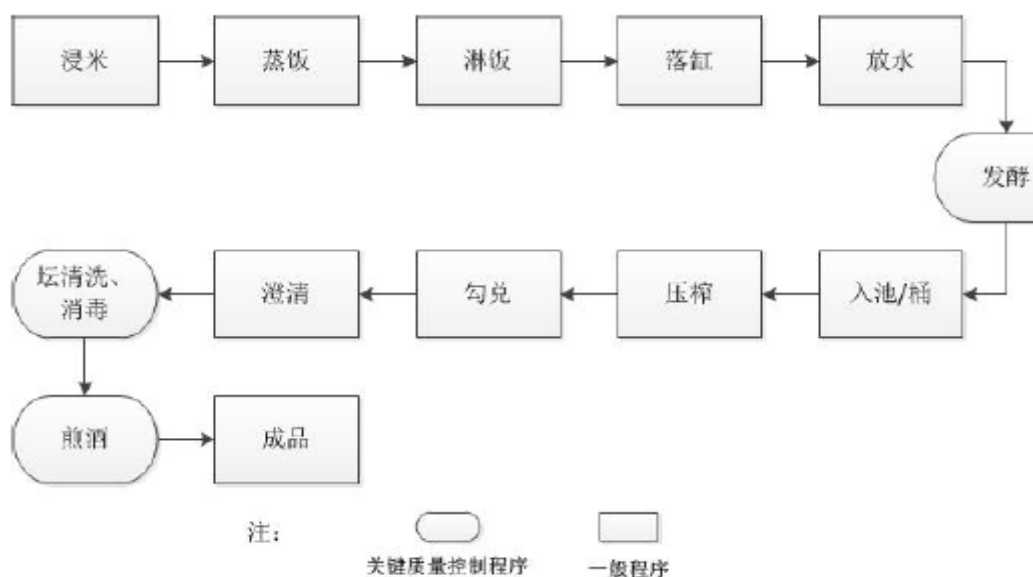 浸米
蒸饭
淋饭
落缸
放水
发酵
入池/桶
压榨
勾兑
澄清
坛清洗、
消毒
煎酒
成品
注：
关键质量控制程序
一般程序